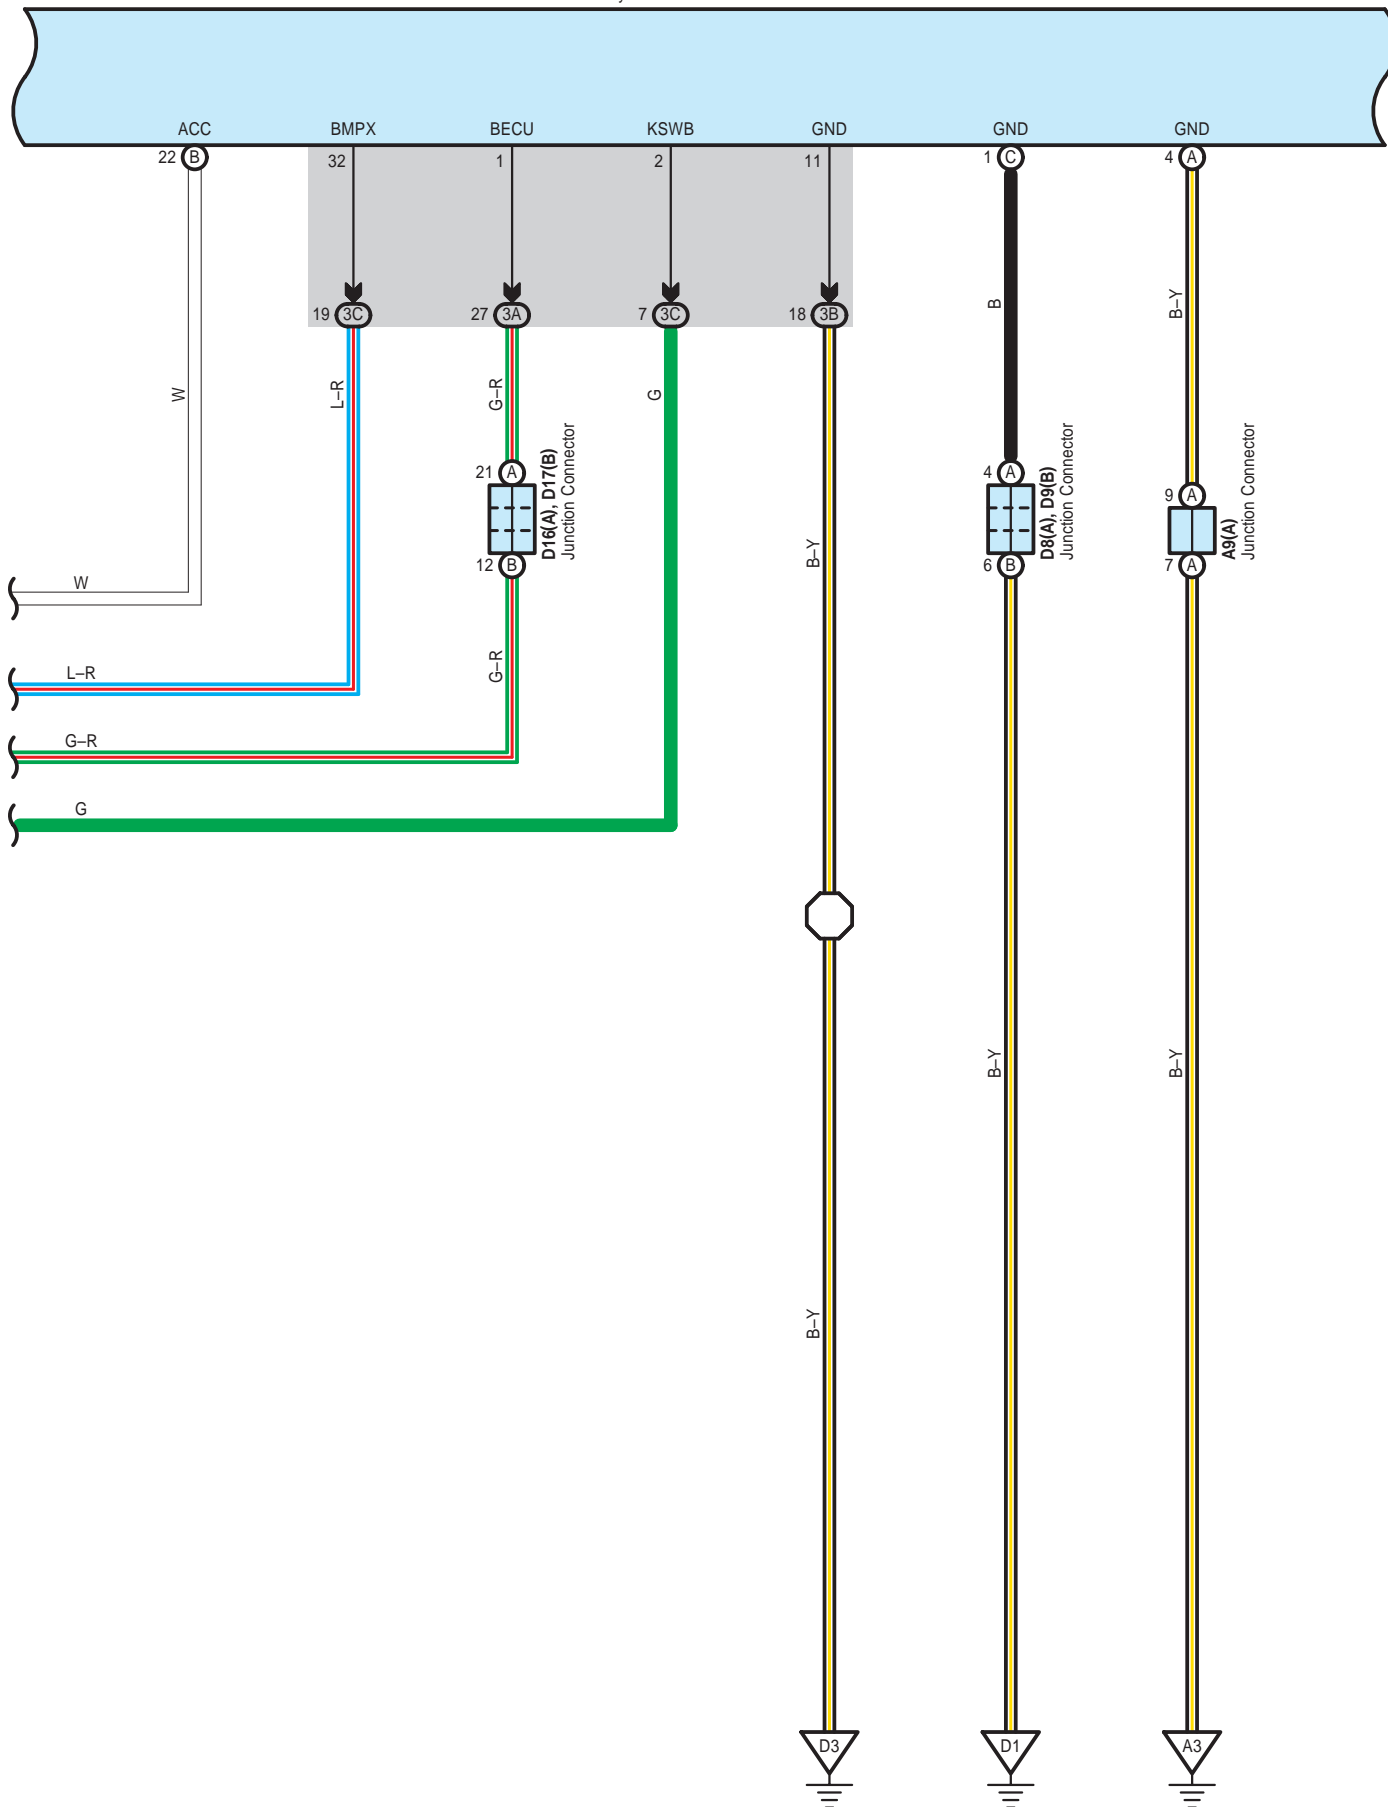 ACC BMPX BECU KSWB GND GND GND
22 B 32 1 2 11 1 C 4 A
19 3C 27 3A 7 3C 18 3B
B
B–Y
W
L–R
G–R
G
21 A
4 A
9 A
D16(A), D17(B)
Junction Connector
D8(A), D9(B)
Junction Connector
A9(A)
Junction Connector
B–Y
12 B
6 B
7 A
W
L–R
G–R
G–R
G
B–Y
B–Y
B–Y
D3 D1 A3